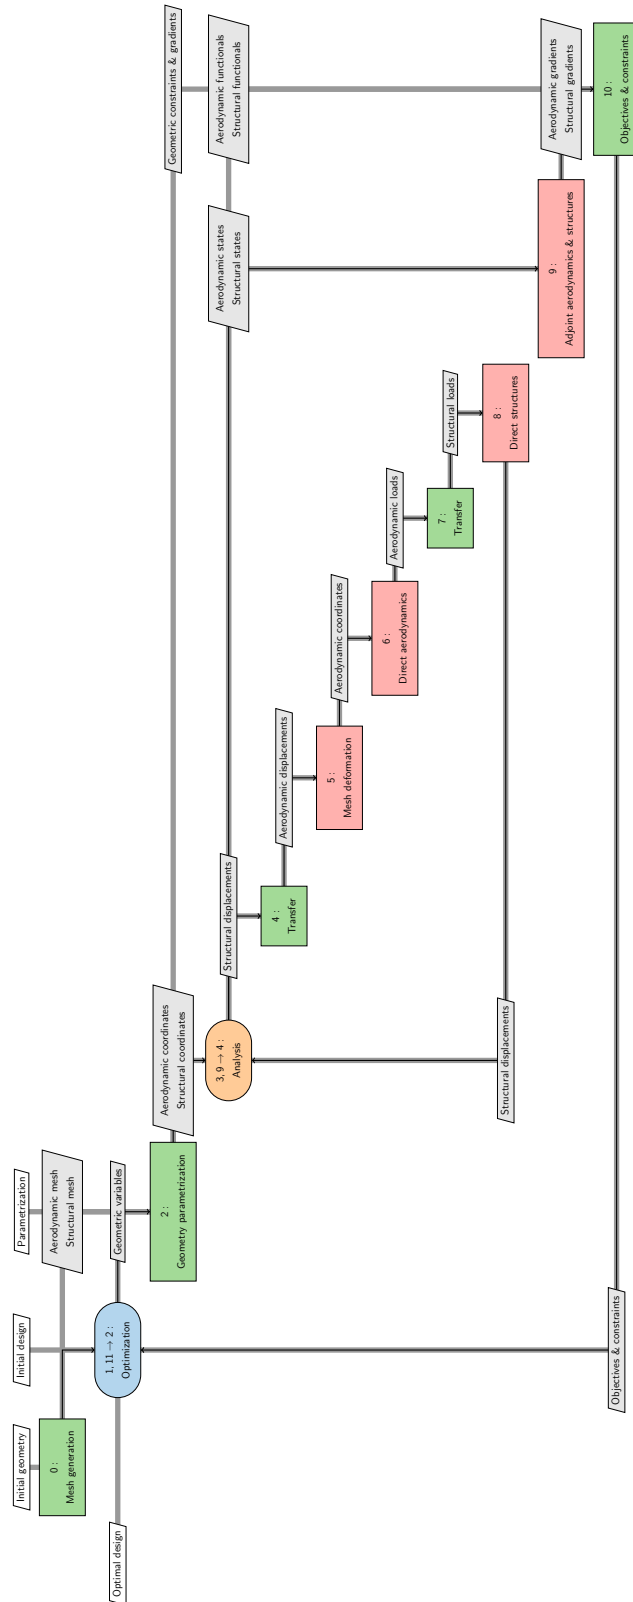 Initial geometry
Initial design
Parametrization
0 :
Mesh generation
Aerodynamic mesh
Structural mesh
Optimal design
1, 11 → 2 :
Optimization
Geometric variables
2 :
Geometry parametrization
Aerodynamic coordinates
Structural coordinates
Geometric constraints & gradients
3, 9 → 4 :
Analysis
Structural displacements
Aerodynamic states
Structural states
Aerodynamic functionals
Structural functionals
4 :
Transfer
Aerodynamic displacements
5 :
Mesh deformation
Aerodynamic coordinates
6 :
Direct aerodynamics
Aerodynamic loads
7 :
Transfer
Structural loads
Structural displacements
8 :
Direct structures
9 :
Adjoint aerodynamics & structures
Aerodynamic gradients
Structural gradients
Objectives & constraints
10 :
Objectives & constraints